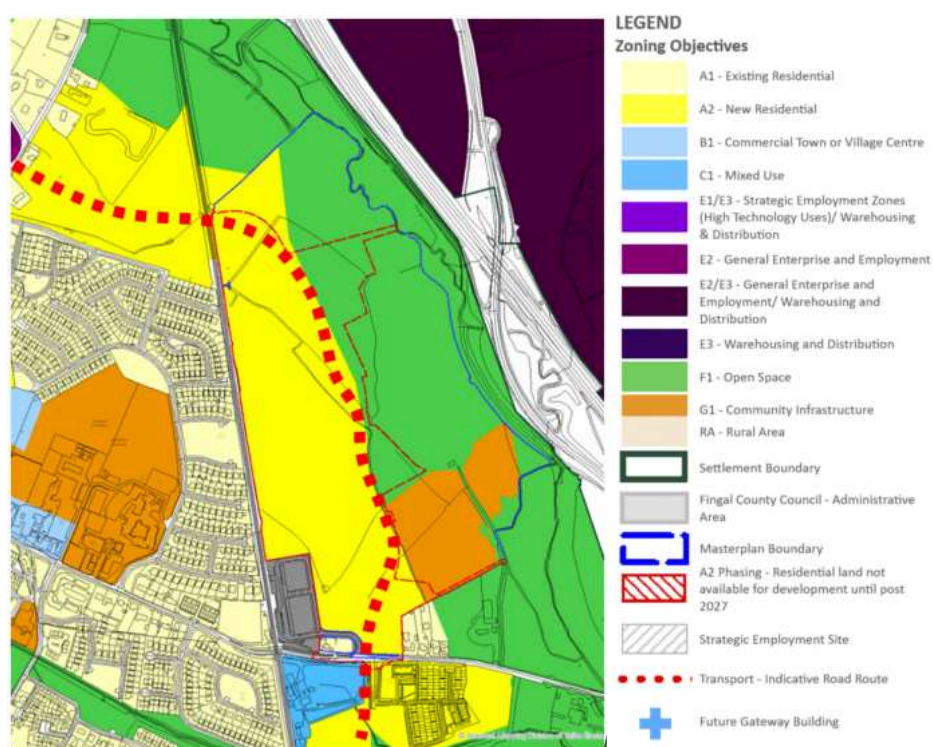 LEGEND
Zoning Objectives
A1 - Existing Residential
A2 - New Residential
B1 - Commercial Town or Village Centre
C1 - Mixed Use
E1/E3 - Strategic Employment Zones
(High Technology Uses)/ Warehousing
& Distribution
E2 - General Enterprise and Employment
E2/E3 - General Enterprise and
Employment/ Warehousing and
Distribution
E3 - Warehousing and Distribution
F1 - Open Space
G1 - Community Infrastructure
RA - Rural Area
Settlement Boundary
Fingal County Council - Administrative
Area
Masterplan Boundary
A2 Phasing - Residential land not
available for development until post
2027
Strategic Employment Site
Transport - Indicative Road Route
Future Gateway Building